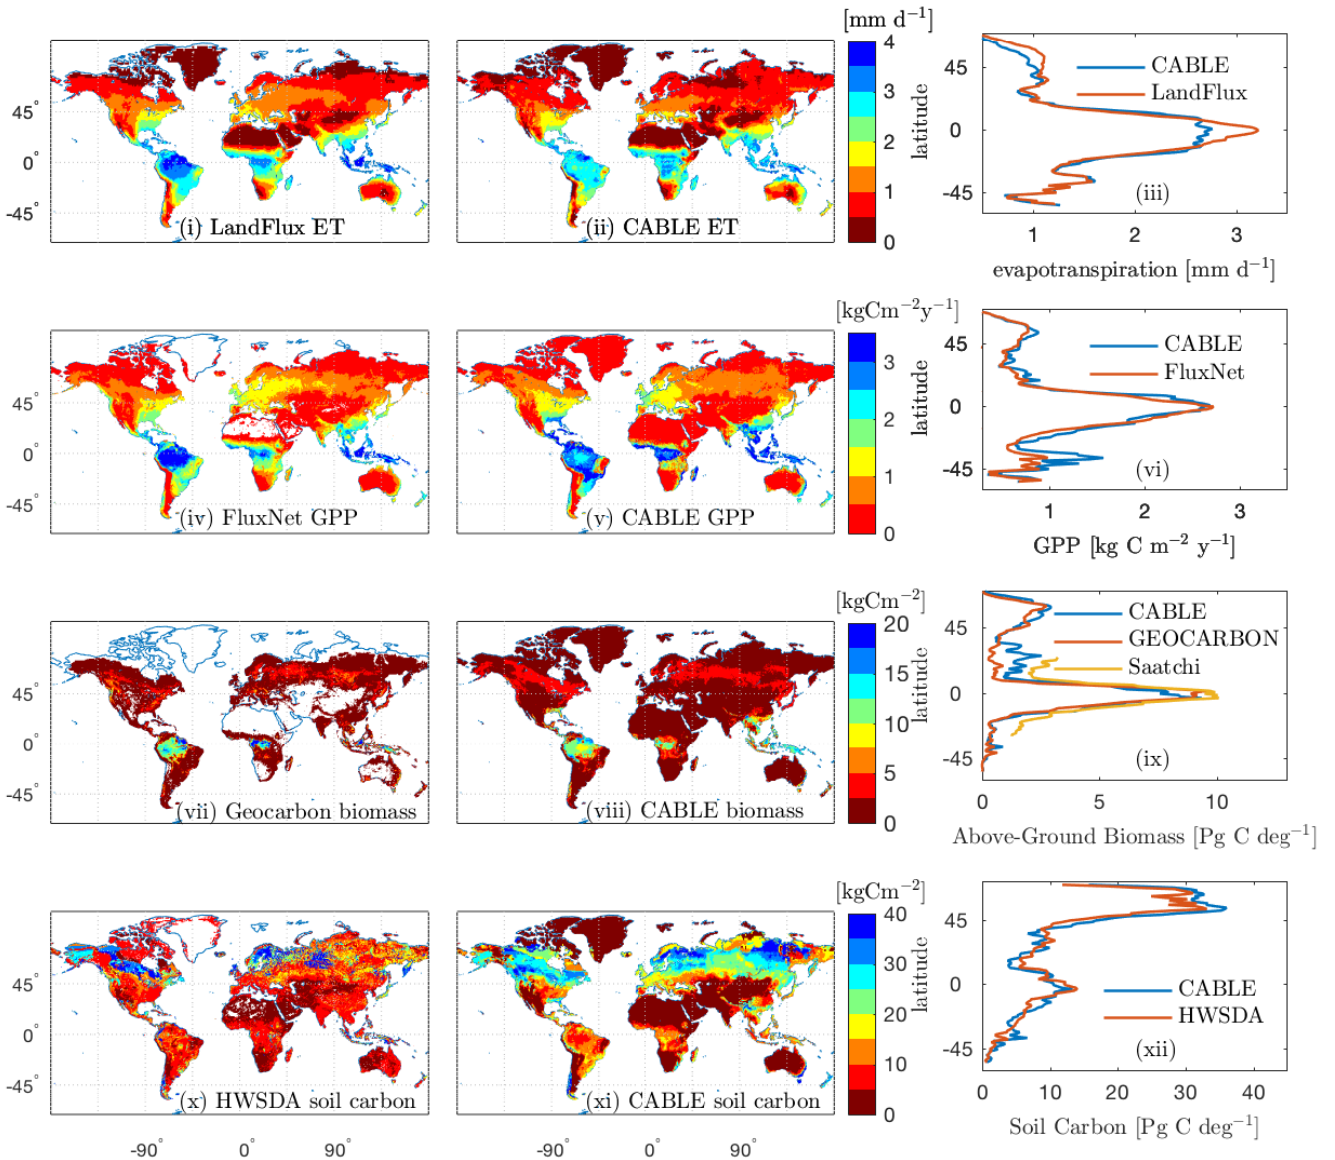 [mm d−1]
4
3
2
1
0
latitude
45°
0°
-45°
(i) LandFlux ET
(ii) CABLE ET
45
0
-45
CABLE
LandFlux
(iii)
1 2 3
evapotranspiration [mm d−1]
[kgCm−2y−1]
3
2
1
0
latitude
45°
0°
-45°
(iv) FluxNet GPP
(v) CABLE GPP
45
0
-45
CABLE
FluxNet
(vi)
1 2 3
GPP [kg C m−2 y−1]
[kgCm−2]
20
15
10
5
0
latitude
45°
0°
-45°
(vii) Geocarbon biomass
(viii) CABLE biomass
45
0
-45
CABLE
GEOCARBON
Saatchi
(ix)
0 5 10
Above-Ground Biomass [Pg C deg−1]
[kgCm−2]
40
30
20
10
0
latitude
45°
0°
-45°
(x) HWSDA soil carbon
(xi) CABLE soil carbon
-90° 0° 90°
-90° 0° 90°
45
0
-45
CABLE
HWSDA
(xii)
0 10 20 30 40
Soil Carbon [Pg C deg−1]